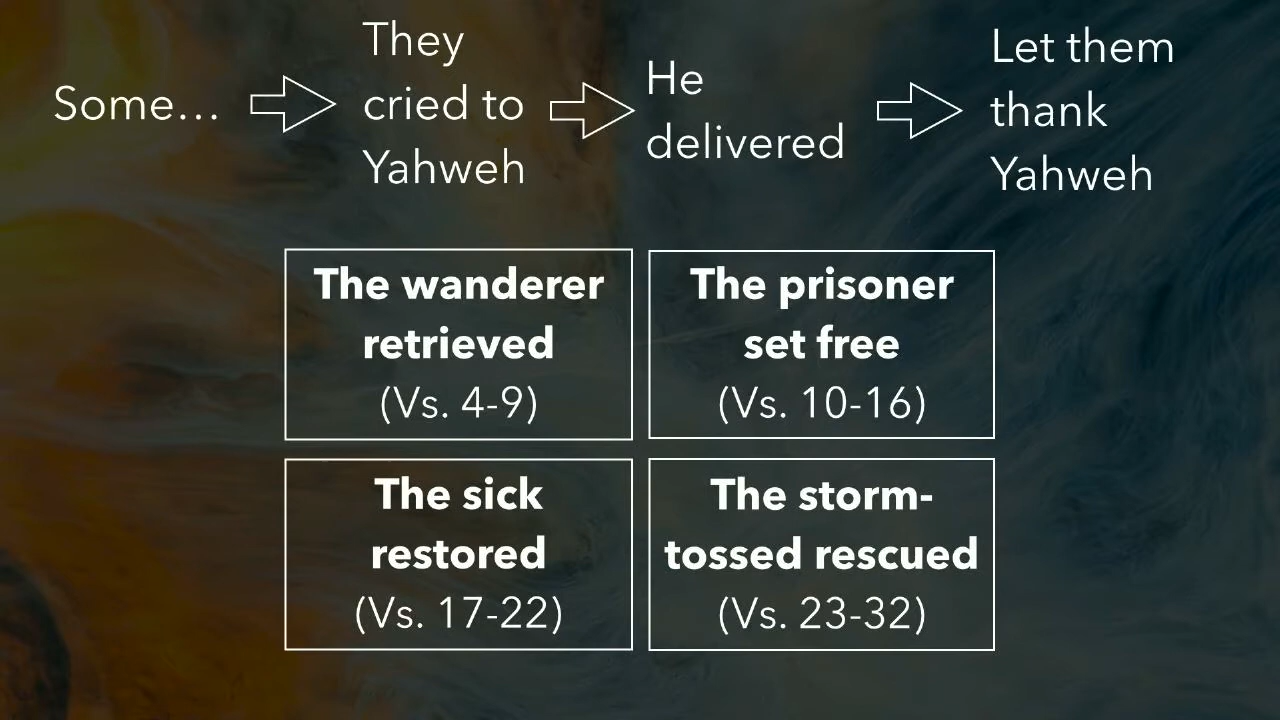 Some...
They
cried to
Yahweh
He
delivered
Let them
thank
Yahweh
The wanderer
retrieved
(Vs. 4-9)
The prisoner
set free
(Vs. 10-16)
The sick
restored
(Vs. 17-22)
The storm-
tossed rescued
(Vs. 23-32)